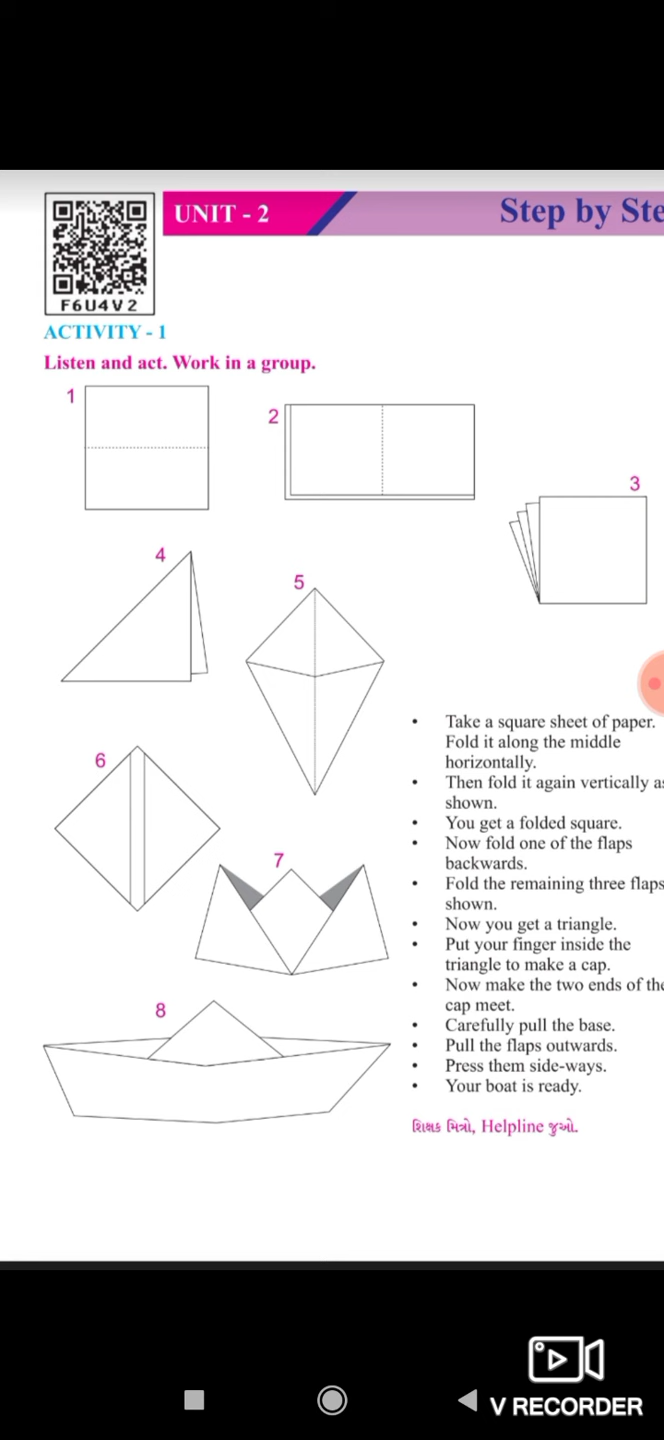 UNIT - 2
Step by Ste
F6U4V2
ACTIVITY - 1
Listen and act. Work in a group.
1
2
3
4
5
6
7
8
• Take a square sheet of paper.
Fold it along the middle
horizontally.
• Then fold it again vertically as
shown.
• You get a folded square.
• Now fold one of the flaps
backwards.
• Fold the remaining three flaps
shown.
• Now you get a triangle.
• Put your finger inside the
triangle to make a cap.
• Now make the two ends of the
cap meet.
• Carefully pull the base.
• Pull the flaps outwards.
• Press them side-ways.
• Your boat is ready.
શિક્ષક મિત્રો, Helpline જુઓ.
V RECORDER